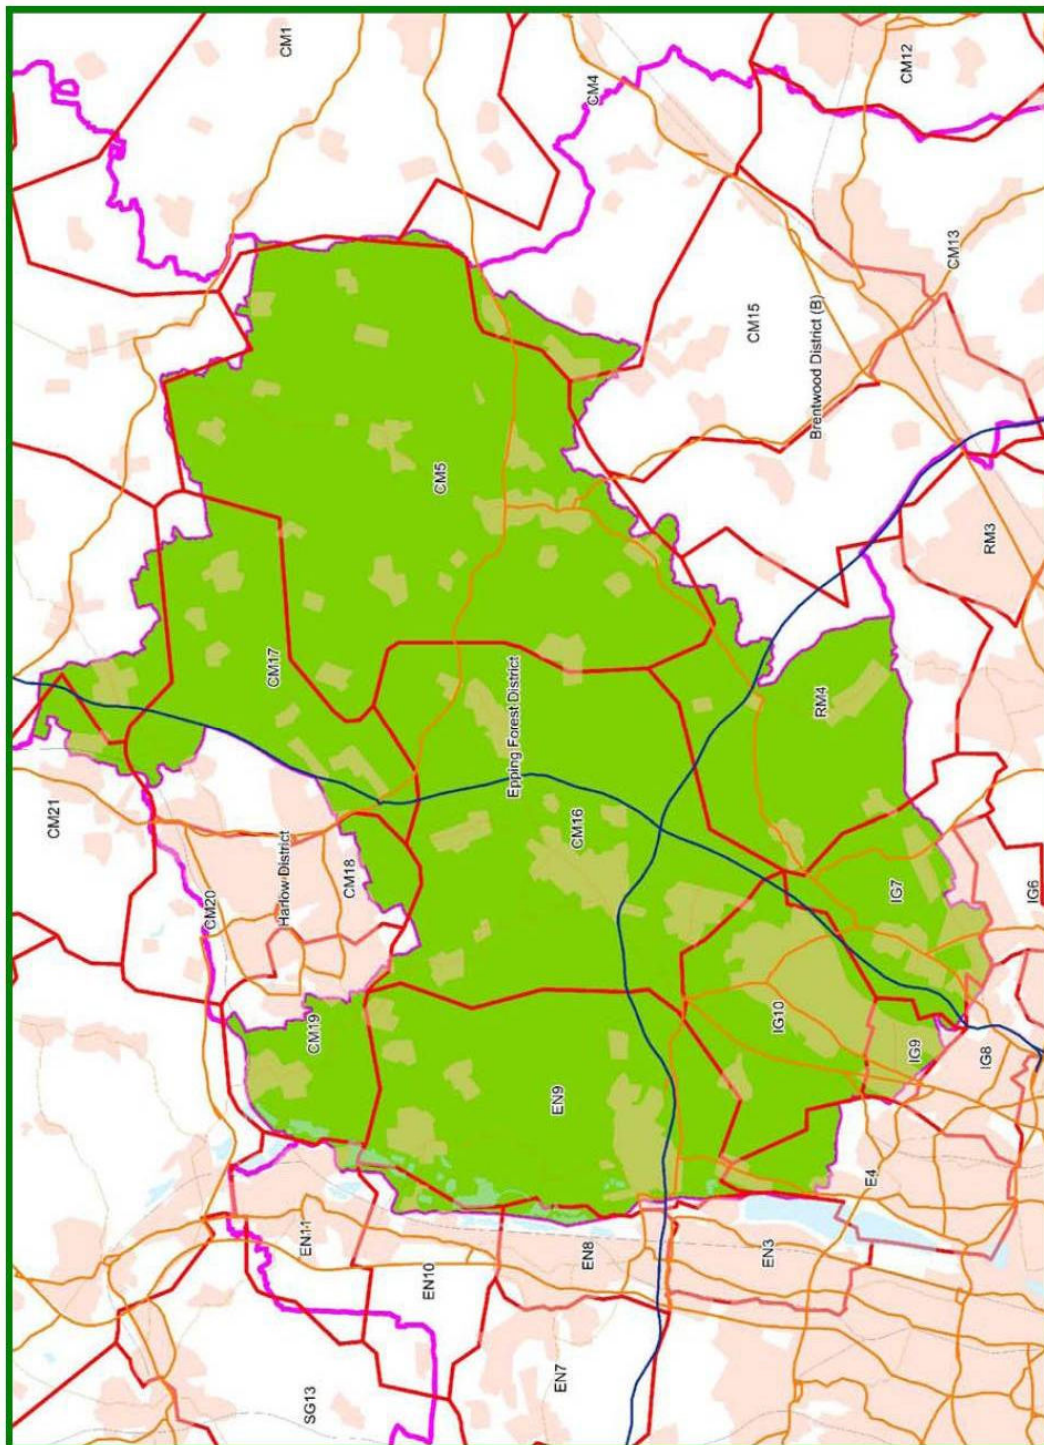 CM1
CM4
CM12
CM13
CM15
Brentwood District (B)
CM5
RM3
CM17
RM4
Epping Forest District
CM21
CM16
Harlow District
CM18
CM20
IG7
IG6
CM19
IG10
IG9
IG8
EN9
E4
EN11
EN8
EN3
EN10
EN7
SG13